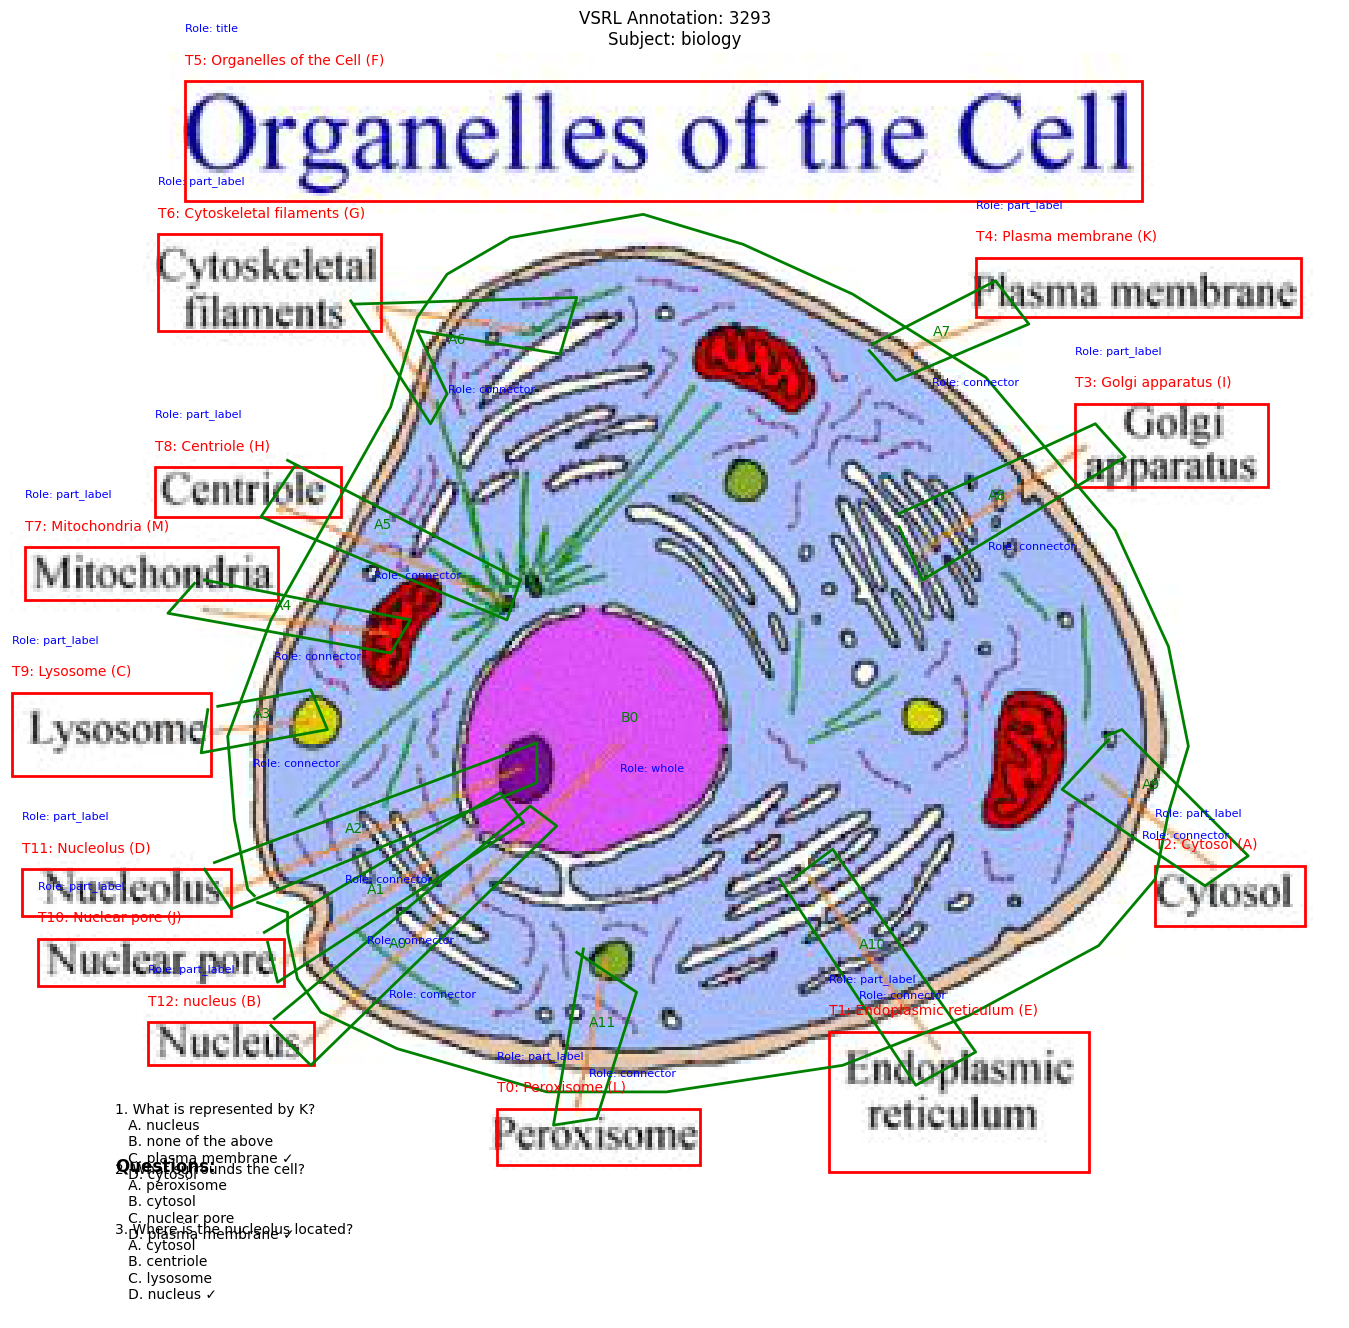 VSRL Annotation: 3293
Subject: biology
Role: title
T5: Organelles of the Cell (F)
Organelles of the Cell
Role: part_label
T6: Cytoskeletal filaments (G)
Cytoskeletal
filaments
Role: part_label
T4: Plasma membrane (K)
Plasma membrane
A7
Role: connector
A6
Role: connector
Role: part_label
T3: Golgi apparatus (I)
Golgi
apparatus
A8
Role: connector
Role: part_label
T8: Centriole (H)
Centriole
A5
Role: connector
Role: part_label
T7: Mitochondria (M)
Mitochondria
A4
Role: connector
Role: part_label
T9: Lysosome (C)
Lysosome
A3
Role: connector
B0
Role: whole
Role: part_label
T11: Nucleolus (D)
Nucleolus
A2
Role: connector
A9
Role: connector
Role: part_label
T2: Cytosol (A)
Cytosol
Role: part_label
T10: Nuclear pore (J)
Nuclear pore
A1
Role: connector
Role: part_label
T12: nucleus (B)
Nucleus
A0
Role: connector
A10
Role: connector
Role: part_label
T1: Endoplasmic reticulum (E)
Endoplasmic
reticulum
A11
Role: connector
Role: part_label
T0: Peroxisome (L)
Peroxisome
Questions:
1. What is represented by K?
A. nucleus
B. none of the above
C. plasma membrane ✓
D. cytosol
2. What surrounds the cell?
A. peroxisome
B. cytosol
C. nuclear pore
D. plasma membrane ✓
3. Where is the nucleolus located?
A. cytosol
B. centriole
C. lysosome
D. nucleus ✓